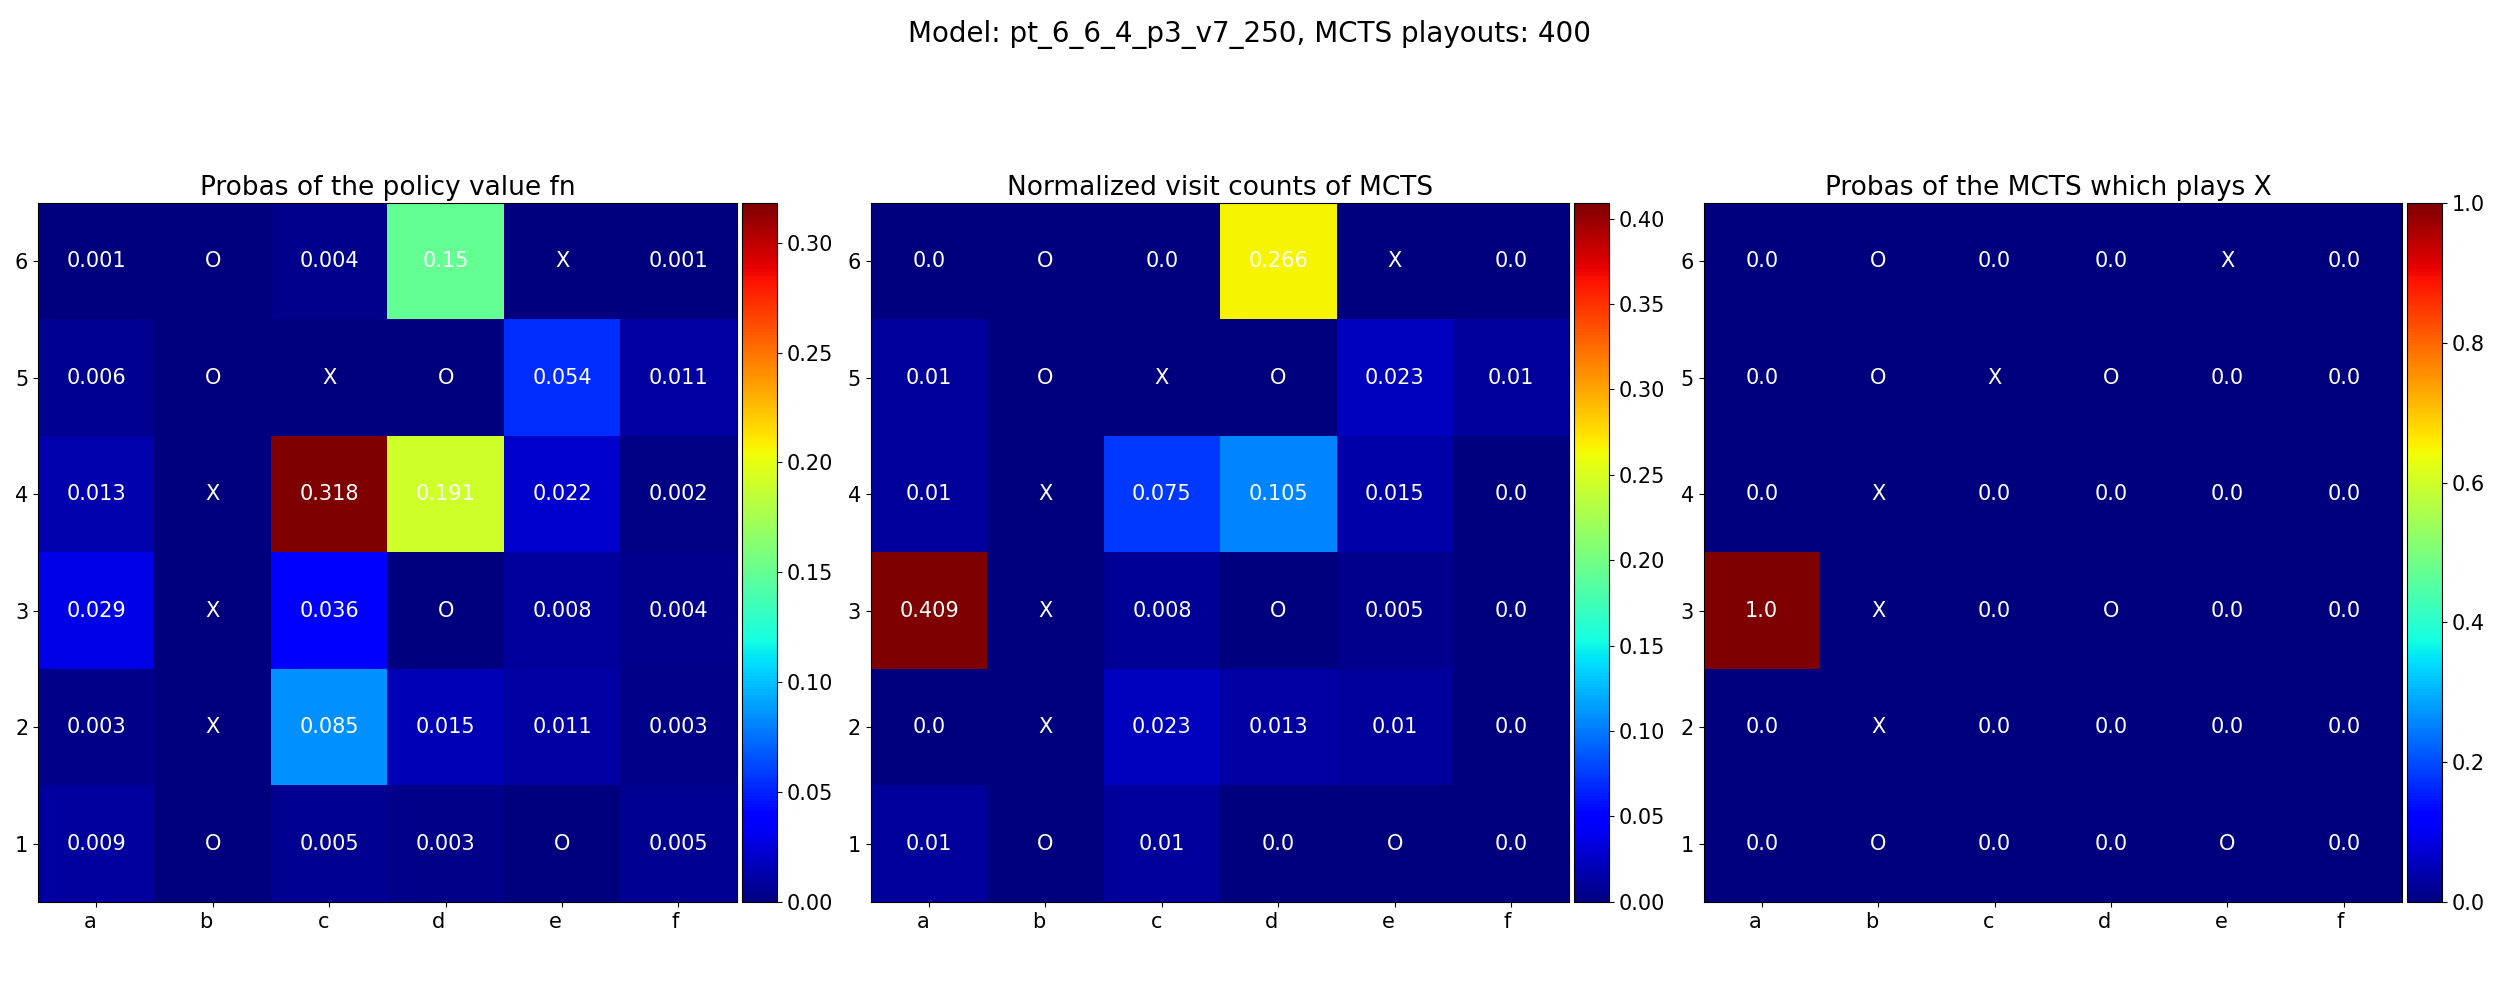 Model: pt_6_6_4_p3_v7_250, MCTS playouts: 400
Probas of the policy value fn
6 0.001 O 0.004 0.15 X 0.001
5 0.006 O X O 0.054 0.011
4 0.013 X 0.318 0.191 0.022 0.002
3 0.029 X 0.036 O 0.008 0.004
2 0.003 X 0.085 0.015 0.011 0.003
1 0.009 O 0.005 0.003 O 0.005
a b c d e f
0.30
0.25
0.20
0.15
0.10
0.05
0.00
Normalized visit counts of MCTS
6 0.0 O 0.0 0.266 X 0.0
5 0.01 O X O 0.023 0.01
4 0.01 X 0.075 0.105 0.015 0.0
3 0.409 X 0.008 O 0.005 0.0
2 0.0 X 0.023 0.013 0.01 0.0
1 0.01 O 0.01 0.0 O 0.0
a b c d e f
0.40
0.35
0.30
0.25
0.20
0.15
0.10
0.05
0.00
Probas of the MCTS which plays X
6 0.0 O 0.0 0.0 X 0.0
5 0.0 O X O 0.0 0.0
4 0.0 X 0.0 0.0 0.0 0.0
3 1.0 X 0.0 O 0.0 0.0
2 0.0 X 0.0 0.0 0.0 0.0
1 0.0 O 0.0 0.0 O 0.0
a b c d e f
1.0
0.8
0.6
0.4
0.2
0.0